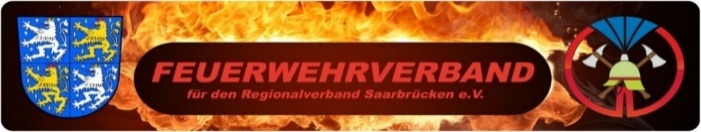 FEUERWEHRVERBAND
für den Regionalverband Saarbrücken e.V.